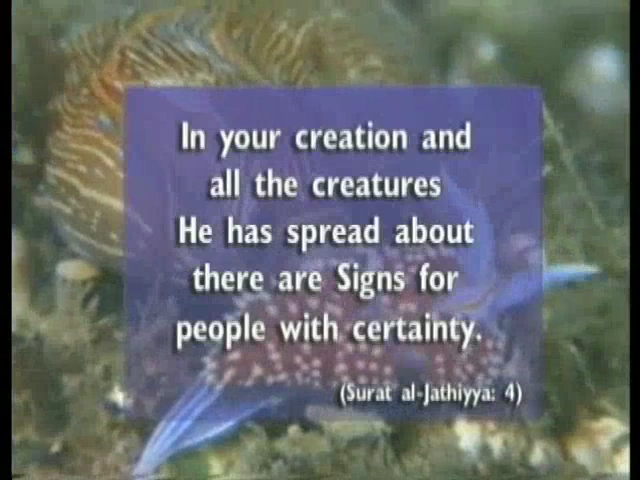 In your creation and
all the creatures
He has spread about
there are Signs for
people with certainty.
(Surat al-Jathiyya: 4)